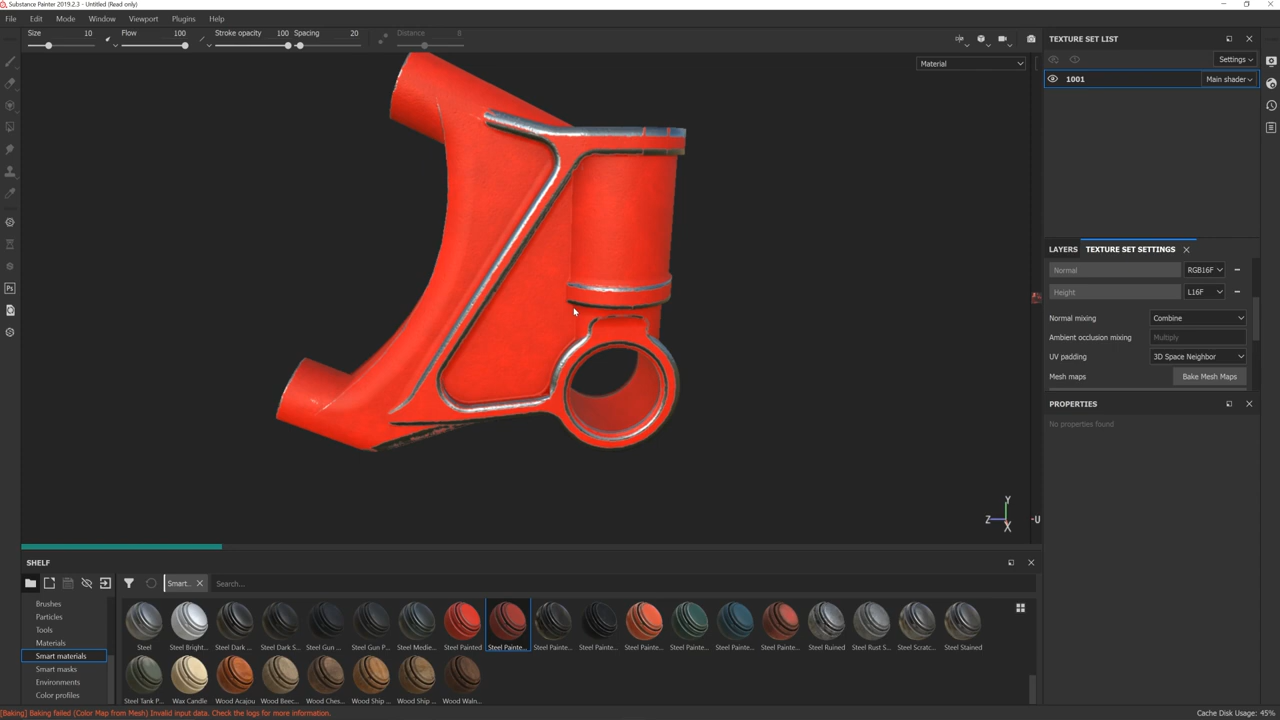 Substance Painter 2019.2.3 - Untitled (Read only)
File Edit Mode Window Viewport Plugins Help
Size 10 Flow 100 Stroke opacity 100 Spacing 20 Distance 8
Material
TEXTURE SET LIST
Settings
1001 Main shader
LAYERS TEXTURE SET SETTINGS
Normal RGB16F
Height L16F
Normal mixing Combine
Ambient occlusion mixing Multiply
UV padding 3D Space Neighbor
Mesh maps Bake Mesh Maps
PROPERTIES
No properties found
Y
Z
X
-U
SHELF
Smart.. Search...
Brushes
Particles
Tools
Materials
Smart materials
Smart masks
Environments
Color profiles
Steel Steel Bright... Steel Dark ... Steel Dark S... Steel Gun ... Steel Gun P... Steel Medie... Steel Painted Steel Painte... Steel Painte... Steel Painte... Steel Painte... Steel Painte... Steel Painte... Steel Painte... Steel Ruined Steel Rust S... Steel Scratc... Steel Stained
Steel Tank P... Wax Candle Wood Acajou Wood Beec... Wood Ches... Wood Ship ... Wood Ship ... Wood Waln...
[Baking] Baking failed (Color Map from Mesh) Invalid input data. Check the logs for more information.
Cache Disk Usage: 45%